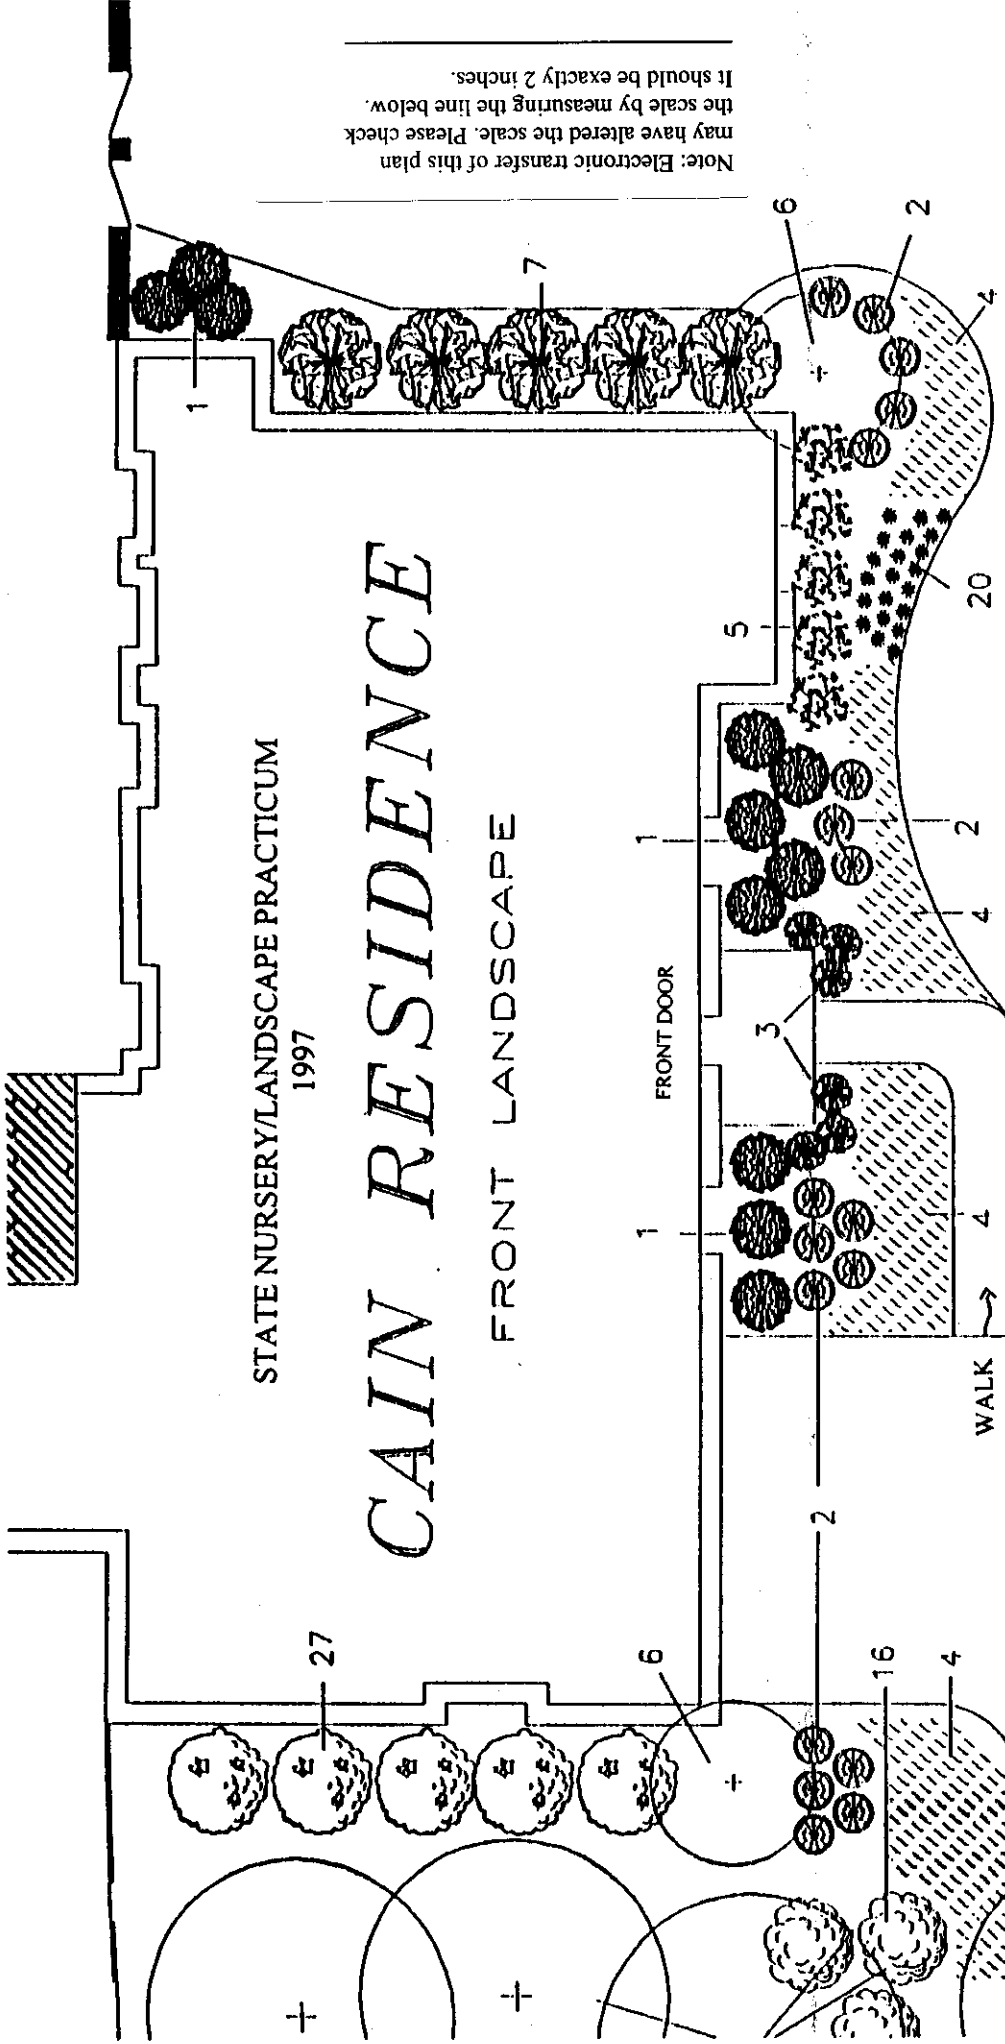 STATE NURSERY/LANDSCAPE PRACTICUM
1997
CAIN RESIDENCE
FRONT LANDSCAPE
Note: Electronic transfer of this plan
may have altered the scale. Please check
the scale by measuring the line below.
It should be exactly 2 inches.
27
6
1
7
6
2
4
1
FRONT DOOR
1
5
3
20
2
4
4
2
16
4
WALK